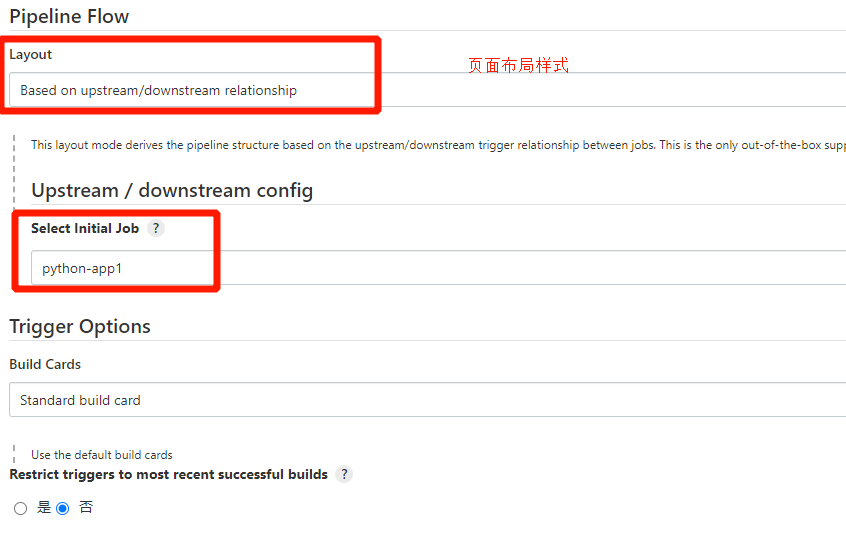 Pipeline Flow
Layout
页面布局样式
Based on upstream/downstream relationship
This layout mode derives the pipeline structure based on the upstream/downstream trigger relationship between jobs. This is the only out-of-the-box supp
Upstream / downstream config
Select Initial Job ?
python-app1
Trigger Options
Build Cards
Standard build card
Use the default build cards
Restrict triggers to most recent successful builds ?
是 否